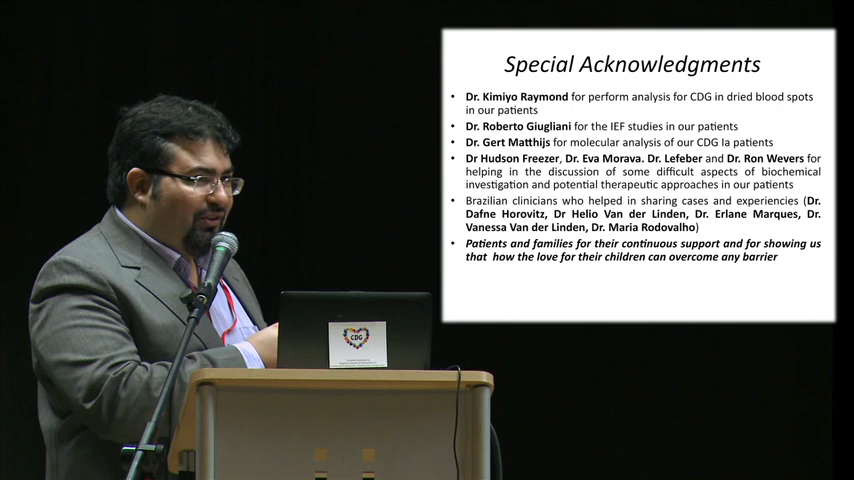 Special Acknowledgments
• Dr. Kimiyo Raymond for perform analysis for CDG in dried blood spots
in our patients
• Dr. Roberto Giugliani for the IEF studies in our patients
• Dr. Gert Matthijs for molecular analysis of our CDG Ia patients
• Dr Hudson Freezer, Dr. Eva Morava. Dr. Lefeber and Dr. Ron Wevers for
helping in the discussion of some difficult aspects of biochemical
investigation and potential therapeutic approaches in our patients
• Brazilian clinicians who helped in sharing cases and experiencies (Dr.
Dafne Horovitz, Dr Helio Van der Linden, Dr. Erlane Marques, Dr.
Vanessa Van der Linden, Dr. Maria Rodovalho)
• Patients and families for their continuous support and for showing us
that how the love for their children can overcome any barrier
CDG